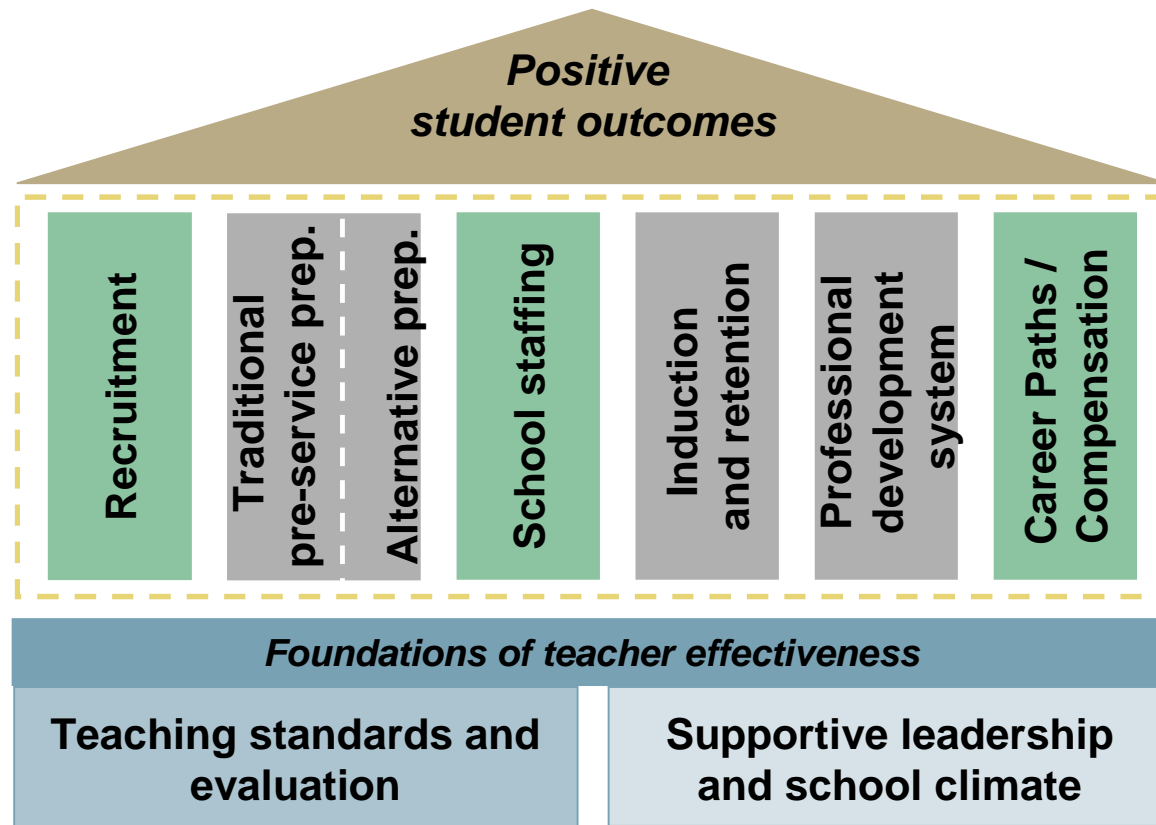 Positive
student outcomes
Recruitment
Traditional
pre-service prep.
Alternative prep.
School staffing
Induction
and retention
Professional
development
system
Career Paths /
Compensation
Foundations of teacher effectiveness
Teaching standards and
evaluation
Supportive leadership
and school climate